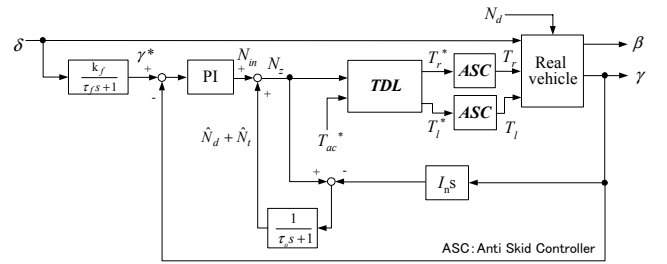 N_d
δ
β
γ* N_in N_z T_r* T_r
k_f / τ_f s+1
+ - PI + + TDL ASC Real vehicle
γ
ASC
T_l* T_l
T_ac*
N̂_d + N̂_t
+ - I_n s
1 / τ_o s+1
ASC: Anti Skid Controller